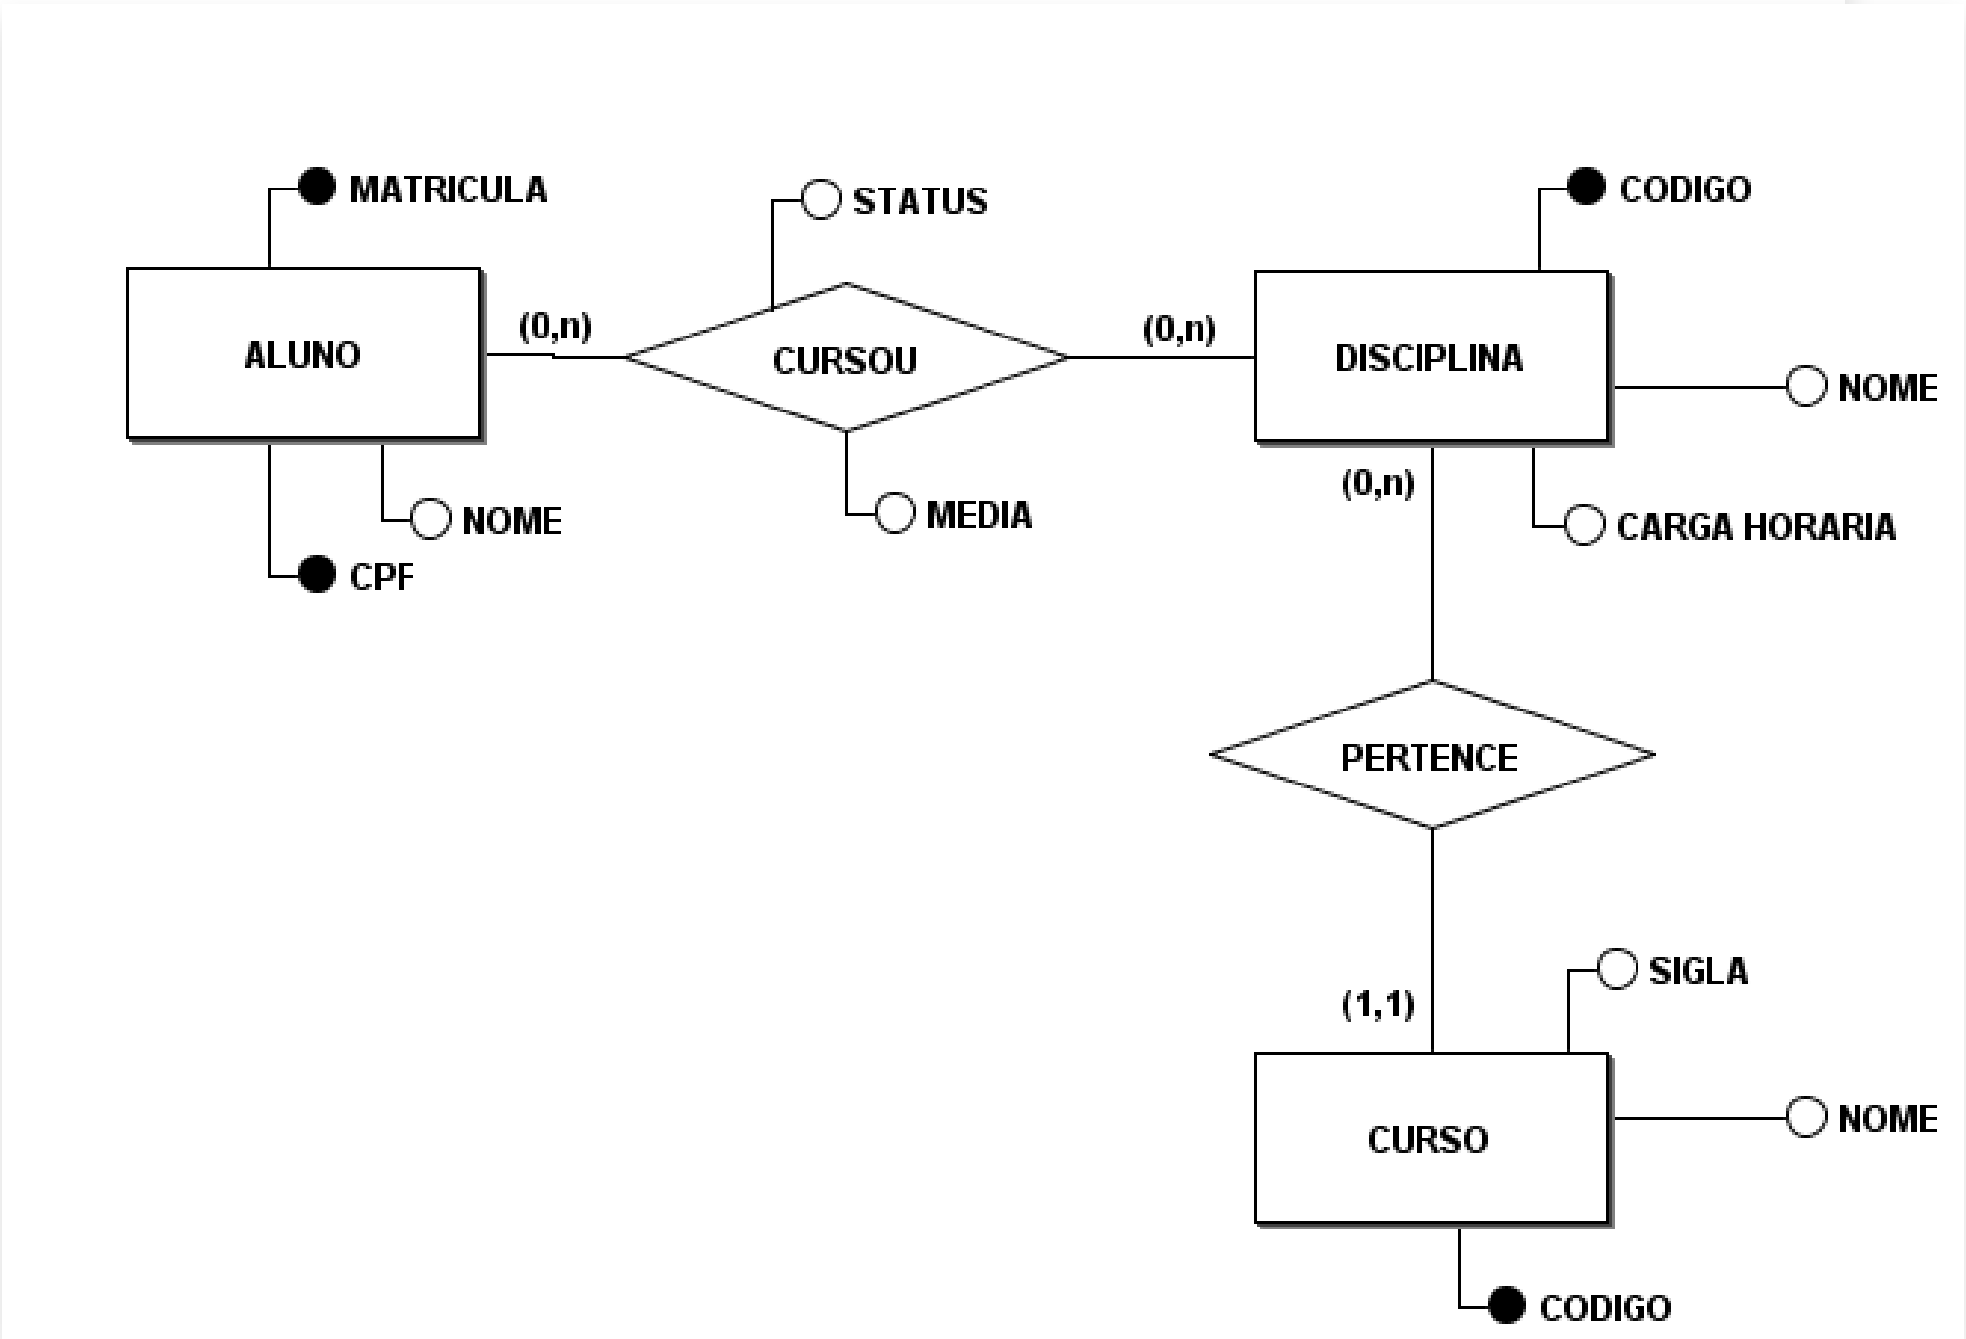 MATRICULA
STATUS
CODIGO
ALUNO
(0,n)
CURSOU
(0,n)
DISCIPLINA
NOME
(0,n)
NOME
MEDIA
CARGA HORARIA
CPF
PERTENCE
SIGLA
(1,1)
NOME
CURSO
CODIGO